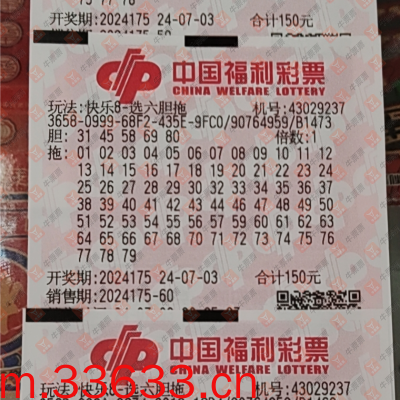 75 77 78
开奖期:2024175 24-07-03 合计150元
中国福利彩票
CHINA WELFARE LOTTERY
玩法:快乐8-选六胆拖 机号:43029237
3658-0999-68F2-435E-9FC0/90764959/B1473
胆: 31 45 58 69 80 倍数:1
拖: 01 02 03 04 05 06 07 08 09 10 11 12
13 14 15 16 17 18 19 20 21 22 23 24
25 26 27 28 29 30 32 33 34 35 36 37
38 39 40 41 42 43 44 46 47 48 49 50
51 52 53 54 55 56 57 59 60 61 62 63
64 65 66 67 68 70 71 72 73 74 75 76
77 78 79
开奖期:2024175 24-07-03 合计150元
销售期:2024175-60
中国福利彩票
CHINA WELFARE LOTTERY
玩法:快乐8-选六胆拖 机号:43029237
m.33633.cn